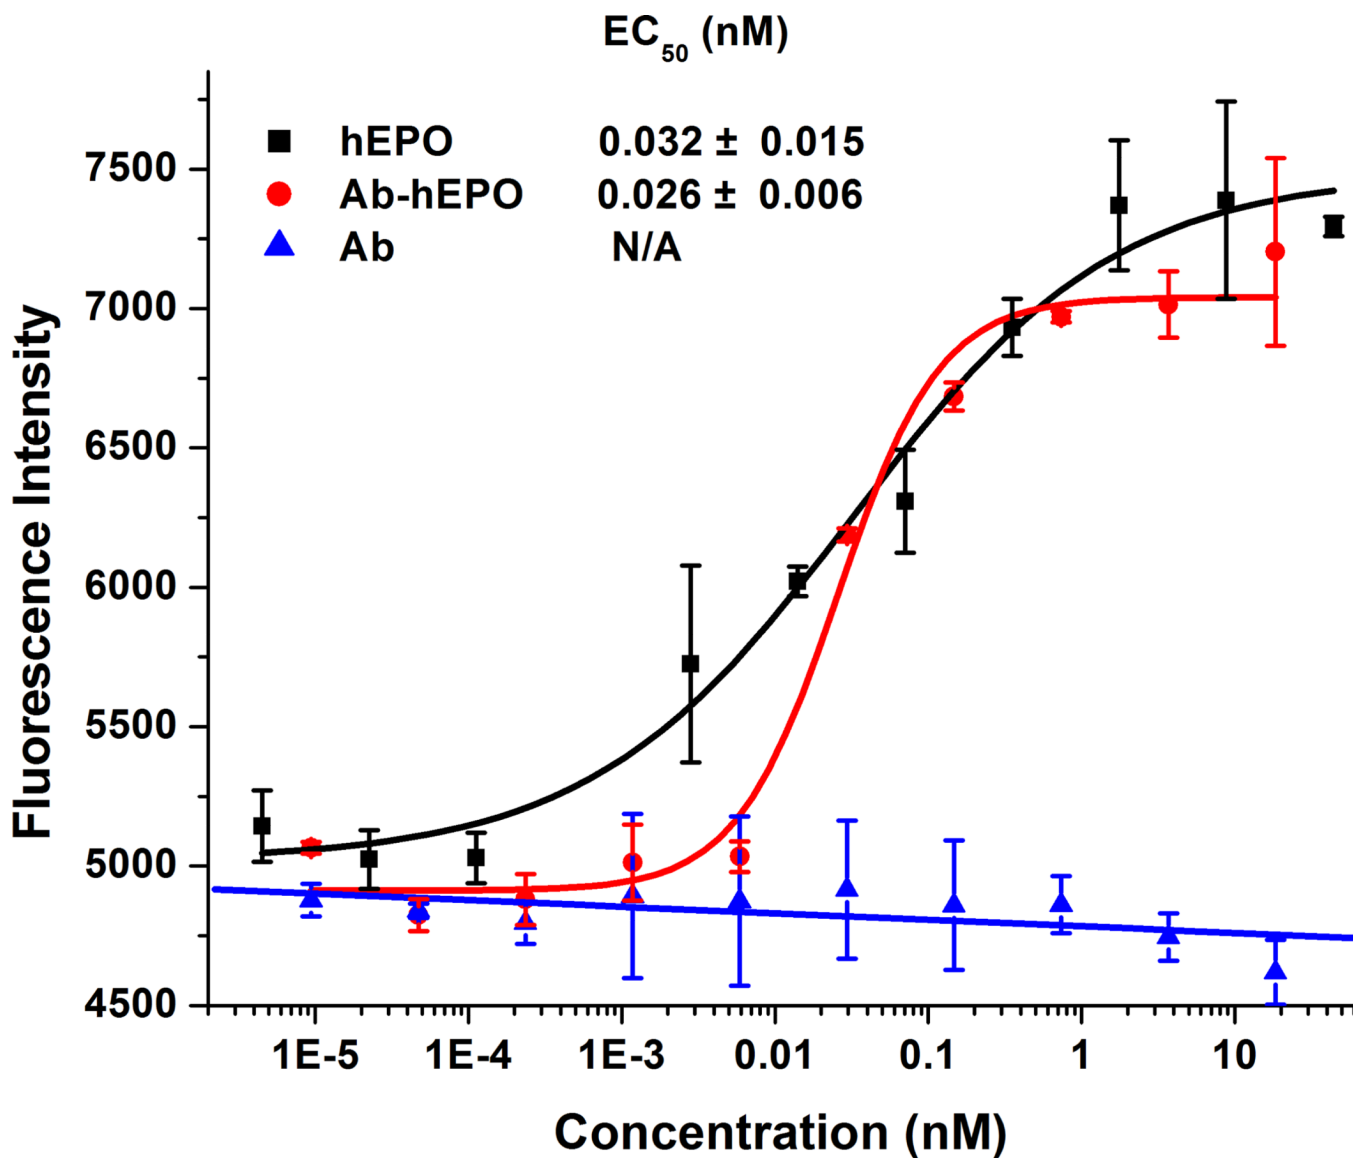 EC50 (nM)
hEPO 0.032 ± 0.015
Ab-hEPO 0.026 ± 0.006
Ab N/A
Fluorescence Intensity
7500
7000
6500
6000
5500
5000
4500
1E-5 1E-4 1E-3 0.01 0.1 1 10
Concentration (nM)